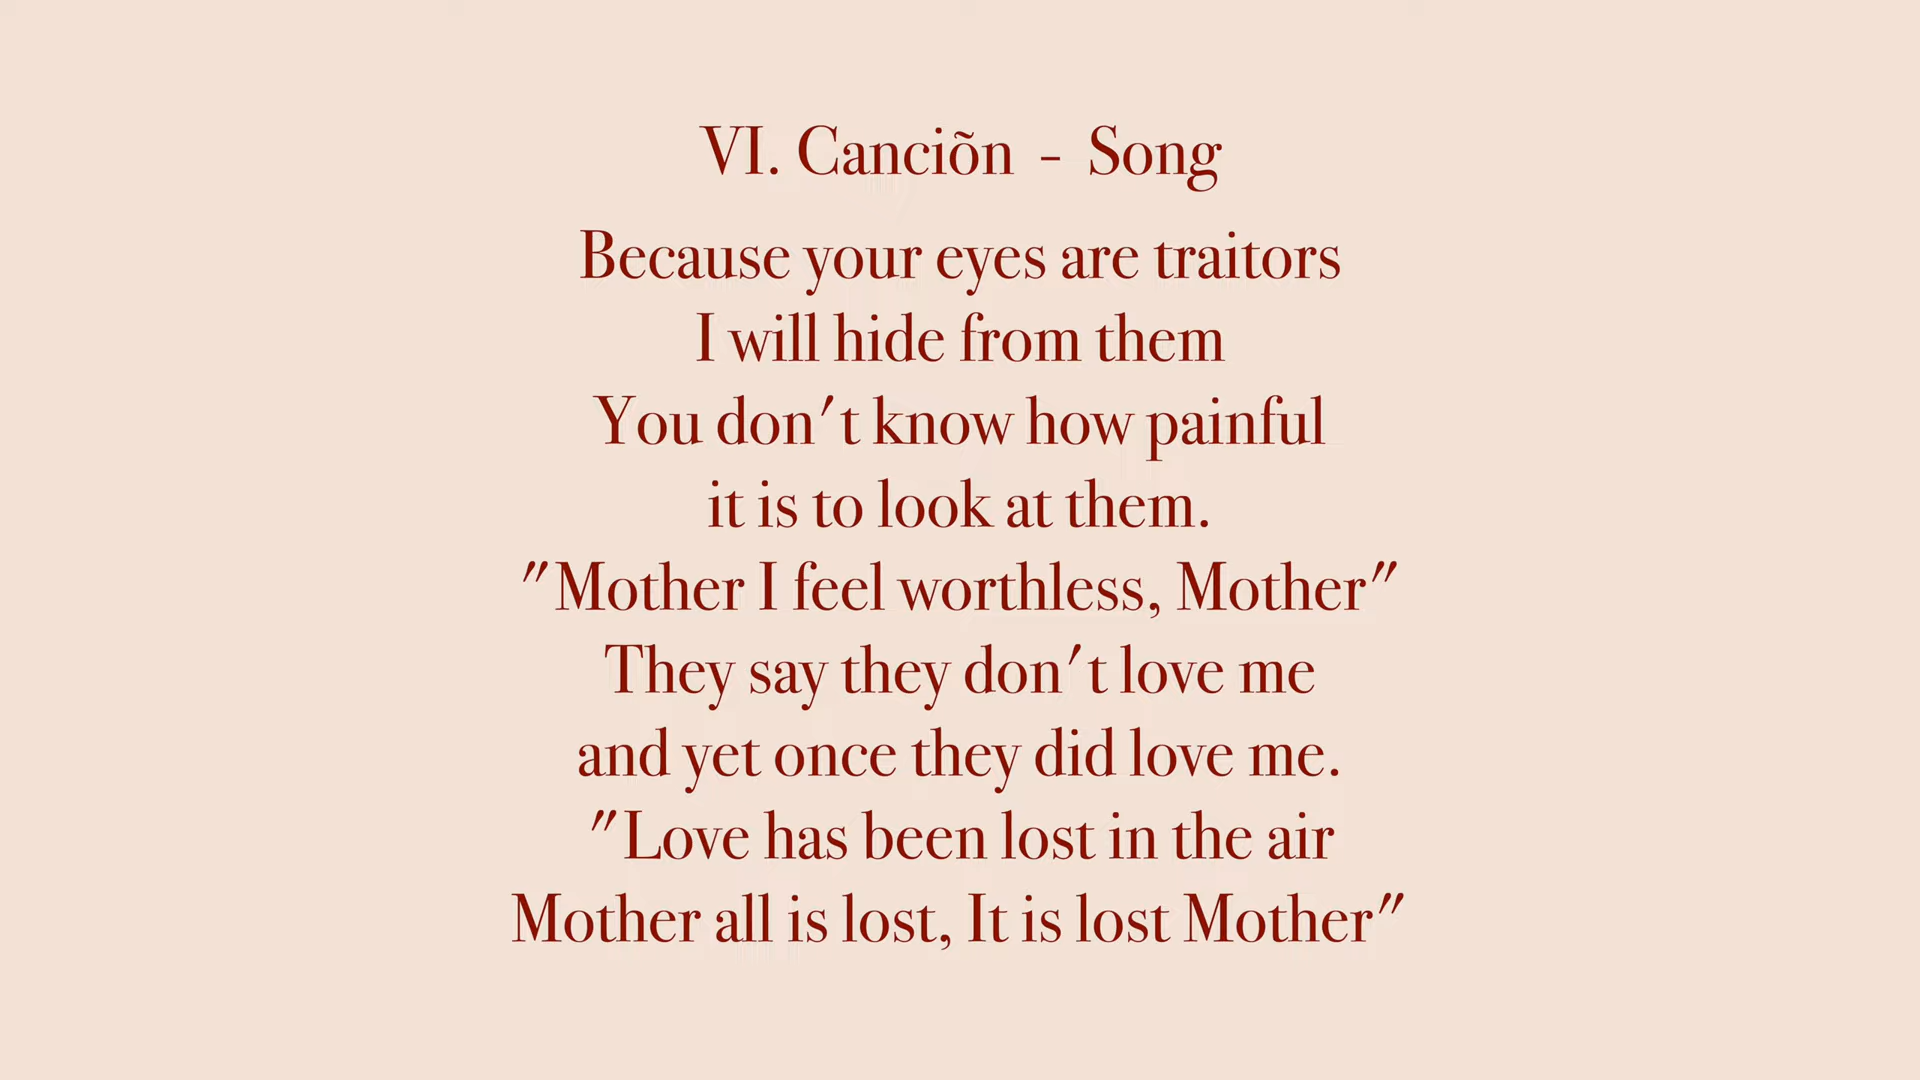 VI. Canciõn - Song
Because your eyes are traitors
I will hide from them
You don't know how painful
it is to look at them.
"Mother I feel worthless, Mother"
They say they don't love me
and yet once they did love me.
"Love has been lost in the air
Mother all is lost, It is lost Mother"